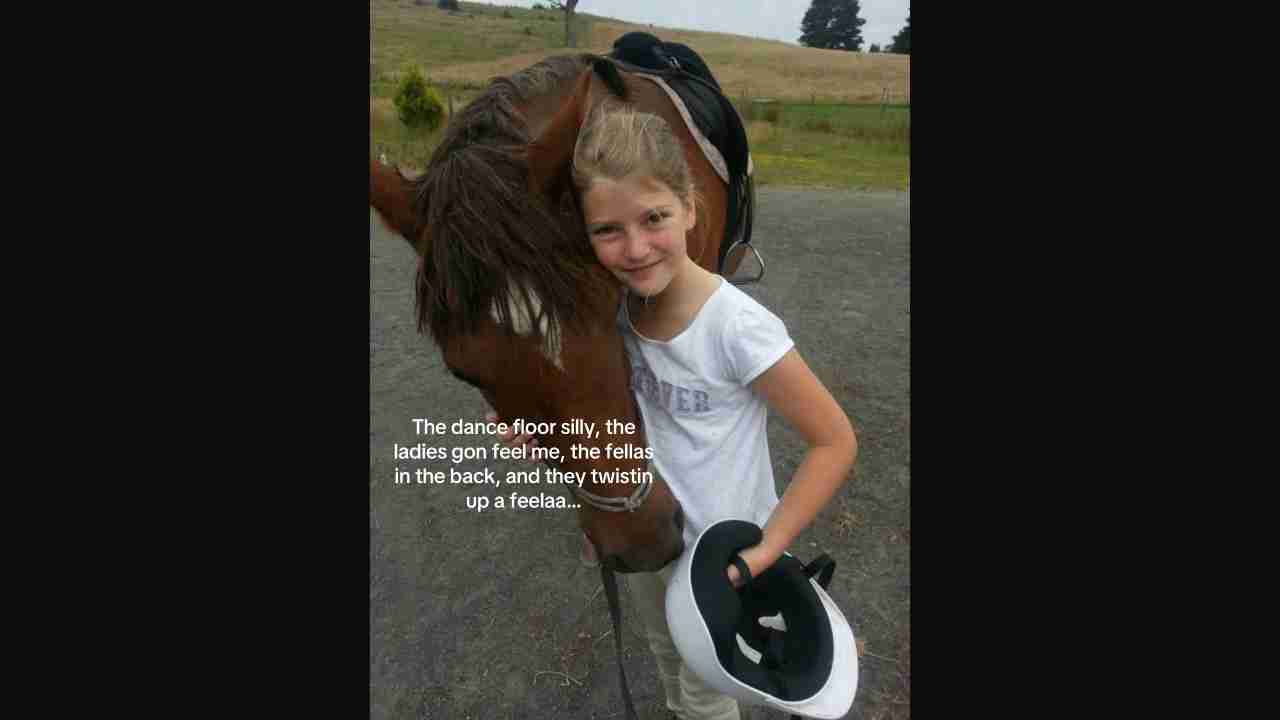 The dance floor silly, the
ladies gon feel me, the fellas
in the back, and they twistin
up a feelaa...